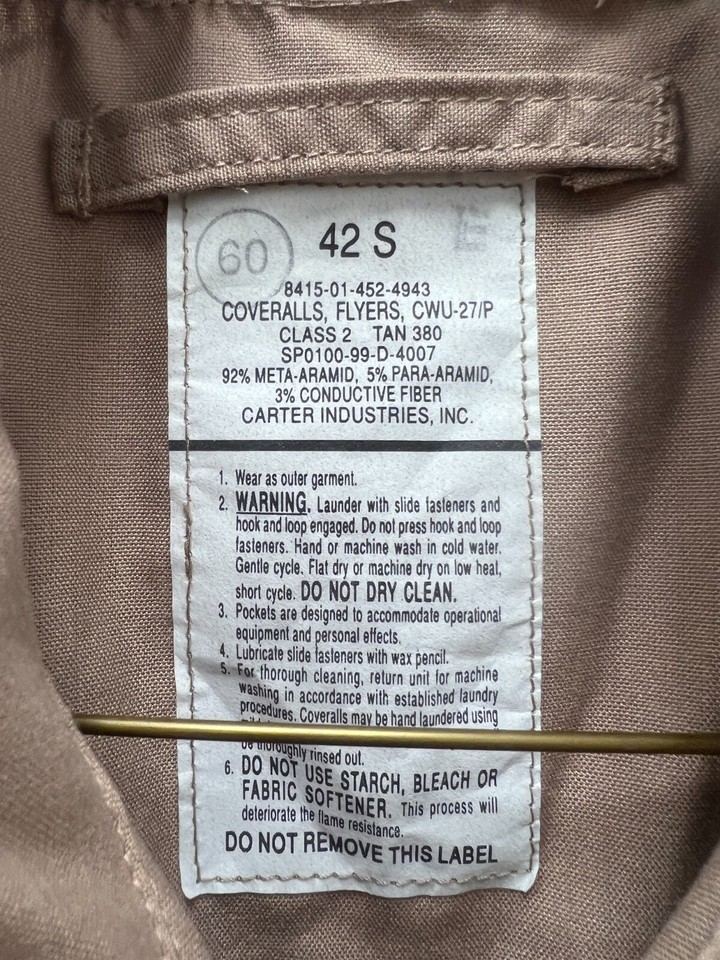 60
42 S
E
8415-01-452-4943
COVERALLS, FLYERS, CWU-27/P
CLASS 2 TAN 380
SP0100-99-D-4007
92% META-ARAMID, 5% PARA-ARAMID,
3% CONDUCTIVE FIBER
CARTER INDUSTRIES, INC.
1. Wear as outer garment.
2. WARNING. Launder with slide fasteners and
hook and loop engaged. Do not press hook and loop
fasteners. Hand or machine wash in cold water.
Gentle cycle. Flat dry or machine dry on low heat,
short cycle. DO NOT DRY CLEAN.
3. Pockets are designed to accommodate operational
equipment and personal effects.
4. Lubricate slide fasteners with wax pencil.
5. For thorough cleaning, return unit for machine
washing in accordance with established laundry
procedures. Coveralls may be hand laundered using
be thoroughly rinsed out.
6. DO NOT USE STARCH, BLEACH OR
FABRIC SOFTENER. This process will
deteriorate the flame resistance.
DO NOT REMOVE THIS LABEL